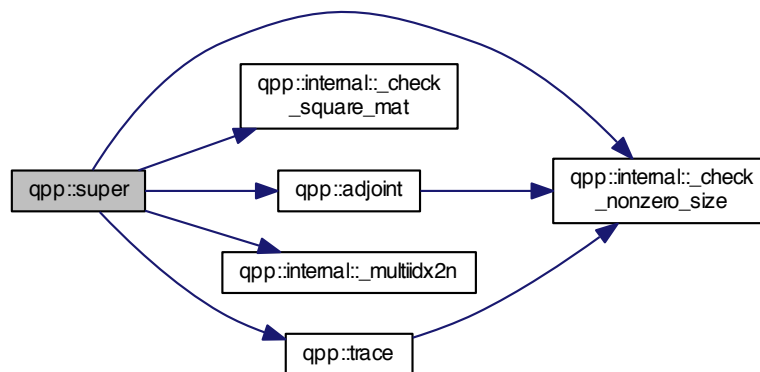 qpp::super
qpp::internal::_check
_square_mat
qpp::adjoint
qpp::internal::_multiidx2n
qpp::trace
qpp::internal::_check
_nonzero_size